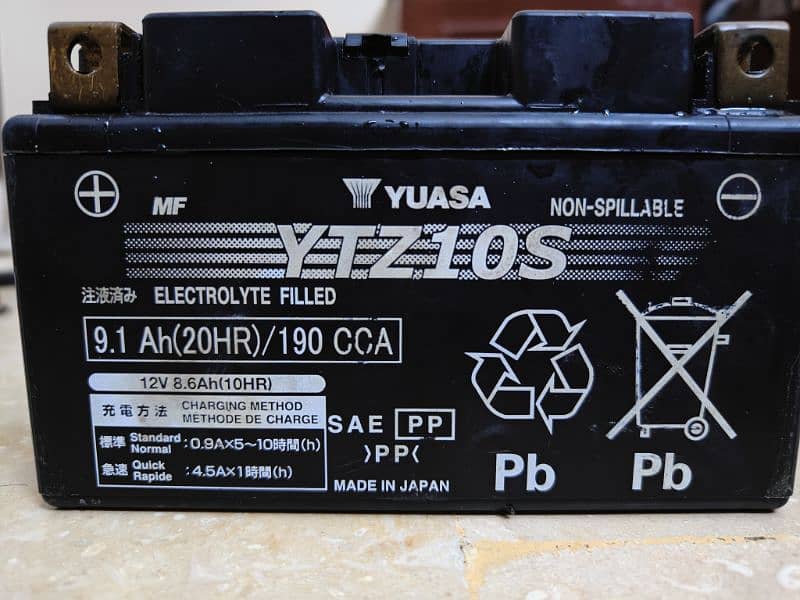 MF YUASA NON-SPILLABLE
YTZ10S
注液済み ELECTROLYTE FILLED
9.1 Ah(20HR)/190 CCA
12V 8.6Ah(10HR)
充電方法 CHARGING METHOD
METHODE DE CHARGE
標準 Standard Normal : 0.9A×5~10時間(h)
急速 Quick Rapide : 4.5A×1時間(h)
SAE PP
>PP<
MADE IN JAPAN
Pb Pb